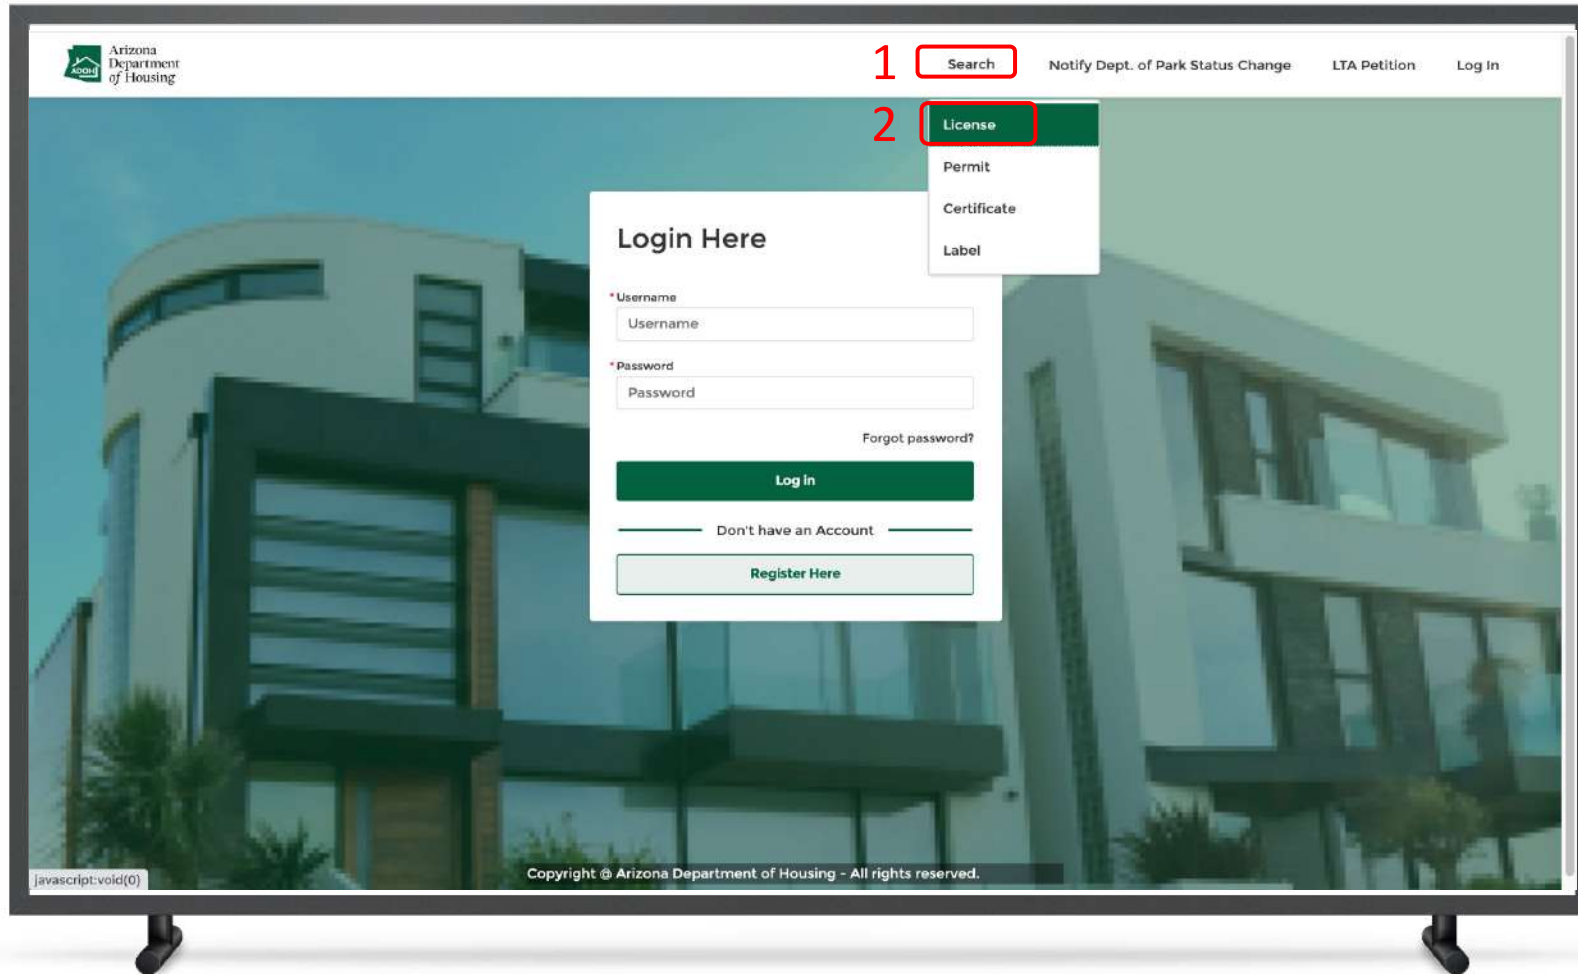 Arizona
Department
of Housing
ADOH
1
Search
Notify Dept. of Park Status Change
LTA Petition
Log In
2
License
Permit
Certificate
Label
Login Here
*Username
Username
*Password
Password
Forgot password?
Log in
Don't have an Account
Register Here
Copyright @ Arizona Department of Housing - All rights reserved.
javascript:void(0)